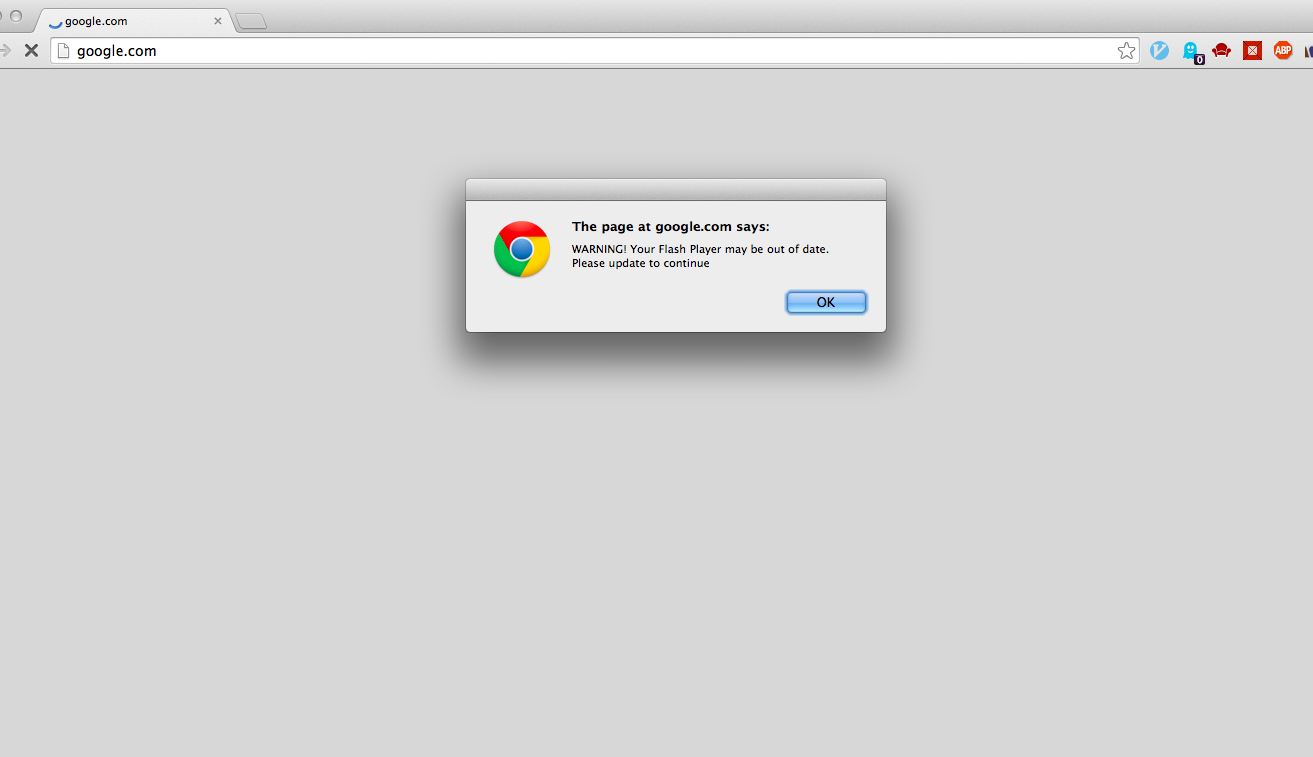 google.com
google.com
0
ABP
The page at google.com says:
WARNING! Your Flash Player may be out of date.
Please update to continue
OK